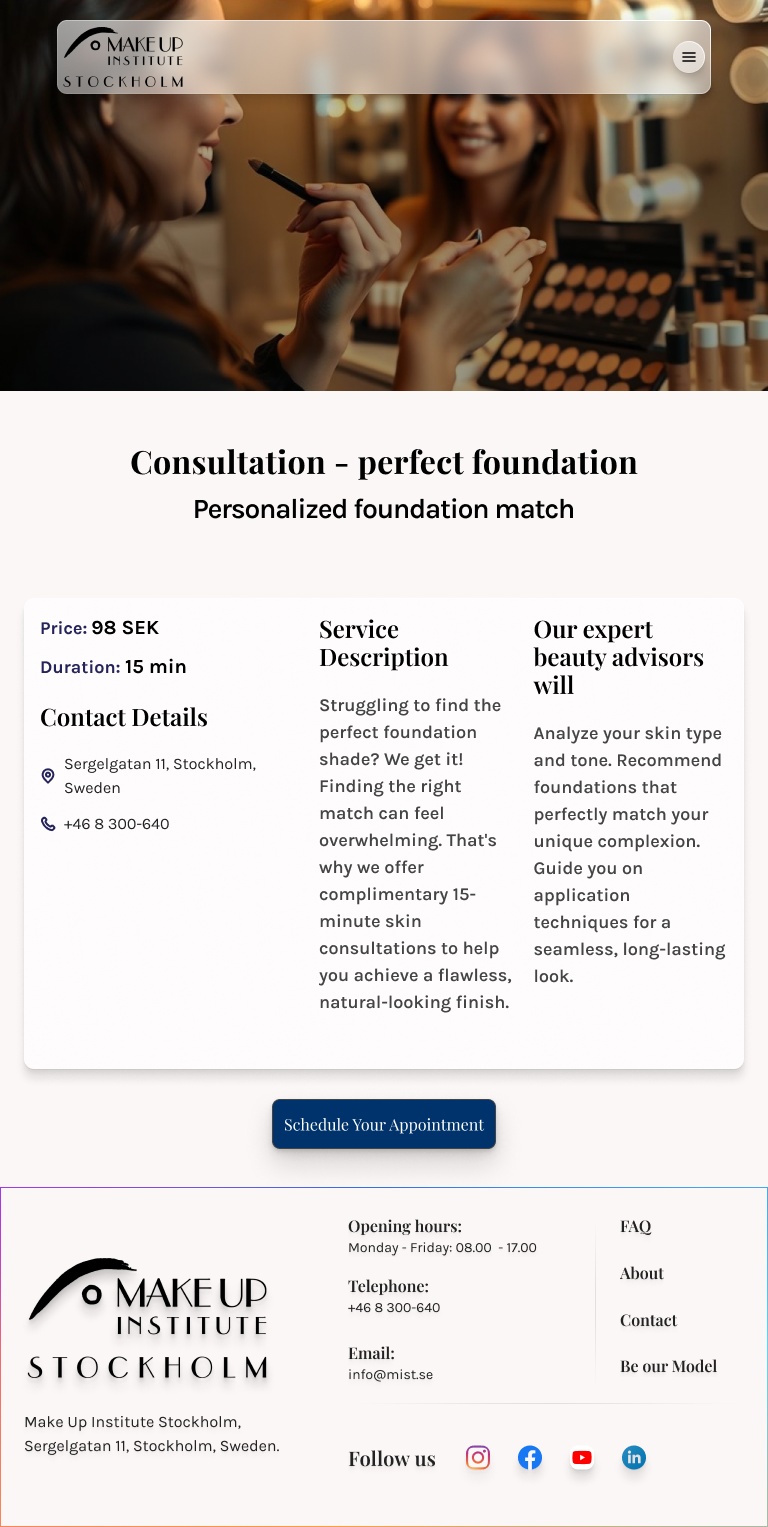 MAKE UP
INSTITUTE
STOCKHOLM
Consultation - perfect foundation
Personalized foundation match
Price: 98 SEK
Duration: 15 min
Contact Details
Sergelgatan 11, Stockholm,
Sweden
+46 8 300-640
Service
Description
Struggling to find the
perfect foundation
shade? We get it!
Finding the right
match can feel
overwhelming. That's
why we offer
complimentary 15-
minute skin
consultations to help
you achieve a flawless,
natural-looking finish.
Our expert
beauty advisors
will
Analyze your skin type
and tone. Recommend
foundations that
perfectly match your
unique complexion.
Guide you on
application
techniques for a
seamless, long-lasting
look.
Schedule Your Appointment
MAKE UP
INSTITUTE
STOCKHOLM
Make Up Institute Stockholm,
Sergelgatan 11, Stockholm, Sweden.
Opening hours:
Monday - Friday: 08.00  - 17.00
Telephone:
+46 8 300-640
Email:
info@mist.se
FAQ
About
Contact
Be our Model
Follow us
in